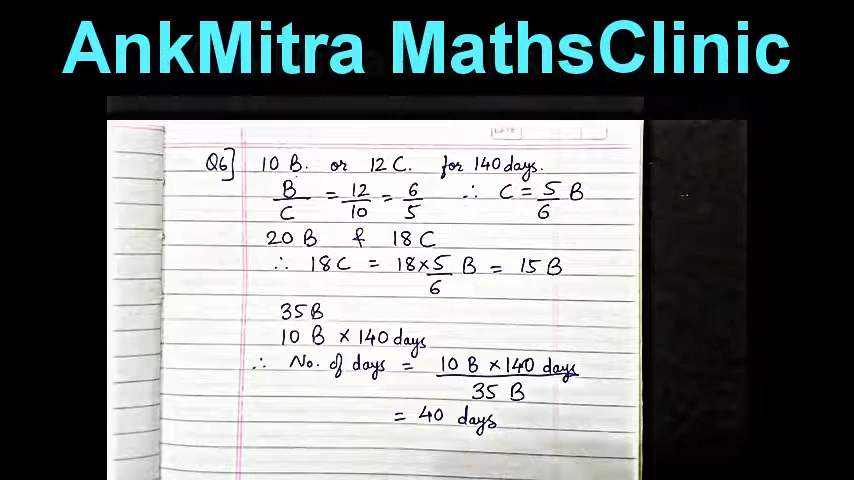 AnkMitra MathsClinic
Q6] 10 B. or 12 C. for 140 days.
B/C = 12/10 = 6/5 ∴ C = 5/6 B
20 B & 18 C
∴ 18 C = 18×5/6 B = 15 B
35 B
10 B × 140 days
∴ No. of days = 10 B × 140 days / 35 B
= 40 days